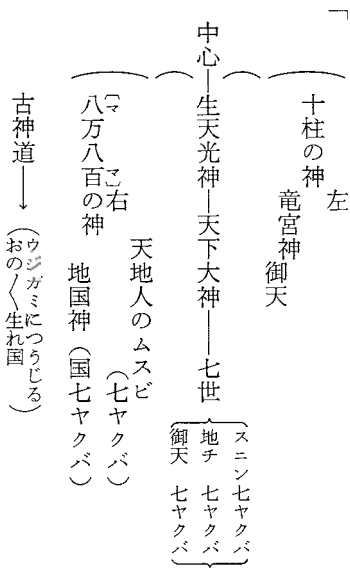 「
十柱の神
左
竜宮神
御天
中心―生天光神―天下大神――七世
スニン七ヤクバ
地チ 七ヤクバ
御天 七ヤクバ
八万八百の神
〔マヽ〕
右
天地人のムスビ
(七ヤクバ)
地国神(国七ヤクバ)
古神道―→
(ウジガミにつうじる
おの〱生れ国)